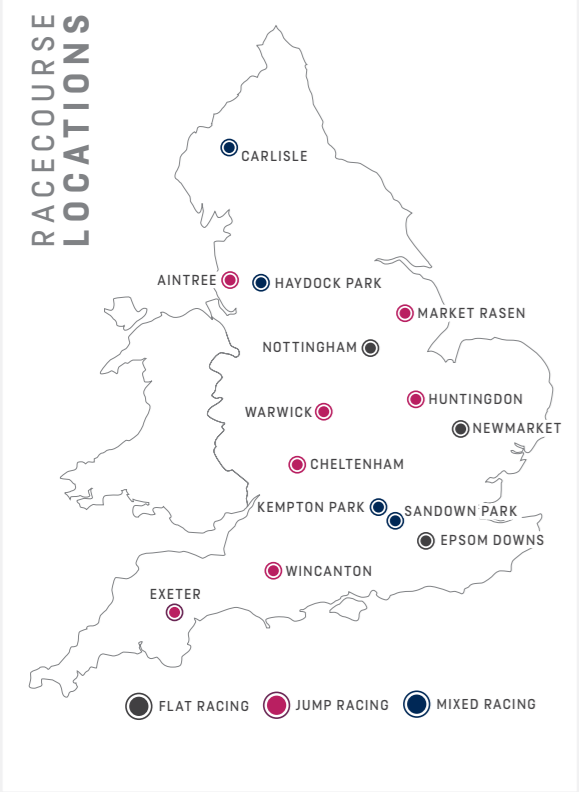 RACECOURSE
LOCATIONS
CARLISLE
AINTREE
HAYDOCK PARK
MARKET RASEN
NOTTINGHAM
HUNTINGDON
WARWICK
NEWMARKET
CHELTENHAM
KEMPTON PARK
SANDOWN PARK
EPSOM DOWNS
WINCANTON
EXETER
FLAT RACING
JUMP RACING
MIXED RACING